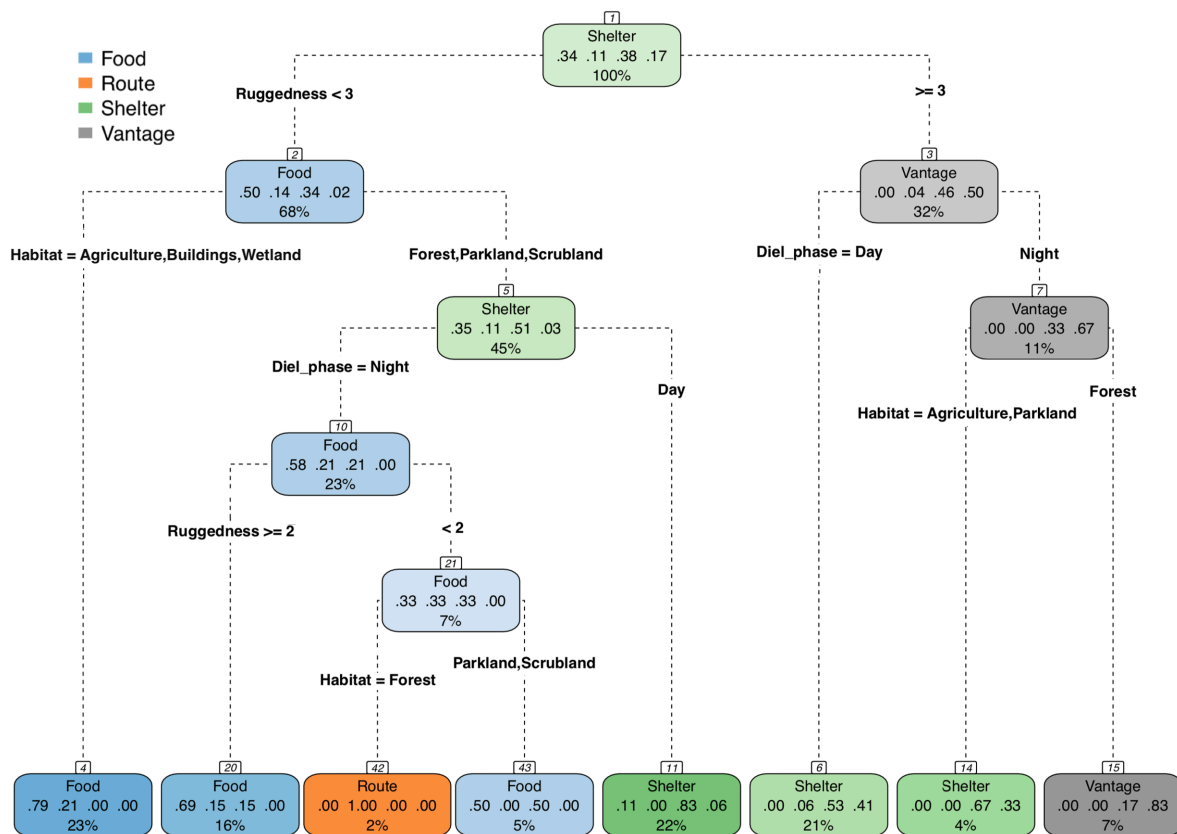 Food
Route
Shelter
Vantage
1
Shelter
.34 .11 .38 .17
100%
Ruggedness < 3
>= 3
2
Food
.50 .14 .34 .02
68%
3
Vantage
.00 .04 .46 .50
32%
Habitat = Agriculture,Buildings,Wetland
Forest,Parkland,Scrubland
Diel_phase = Day
Night
5
Shelter
.35 .11 .51 .03
45%
7
Vantage
.00 .00 .33 .67
11%
Diel_phase = Night
Day
Habitat = Agriculture,Parkland
Forest
10
Food
.58 .21 .21 .00
23%
Ruggedness >= 2
< 2
21
Food
.33 .33 .33 .00
7%
Habitat = Forest
Parkland,Scrubland
4
Food
.79 .21 .00 .00
23%
20
Food
.69 .15 .15 .00
16%
42
Route
.00 1.00 .00 .00
2%
43
Food
.50 .00 .50 .00
5%
11
Shelter
.11 .00 .83 .06
22%
6
Shelter
.00 .06 .53 .41
21%
14
Shelter
.00 .00 .67 .33
4%
15
Vantage
.00 .00 .17 .83
7%